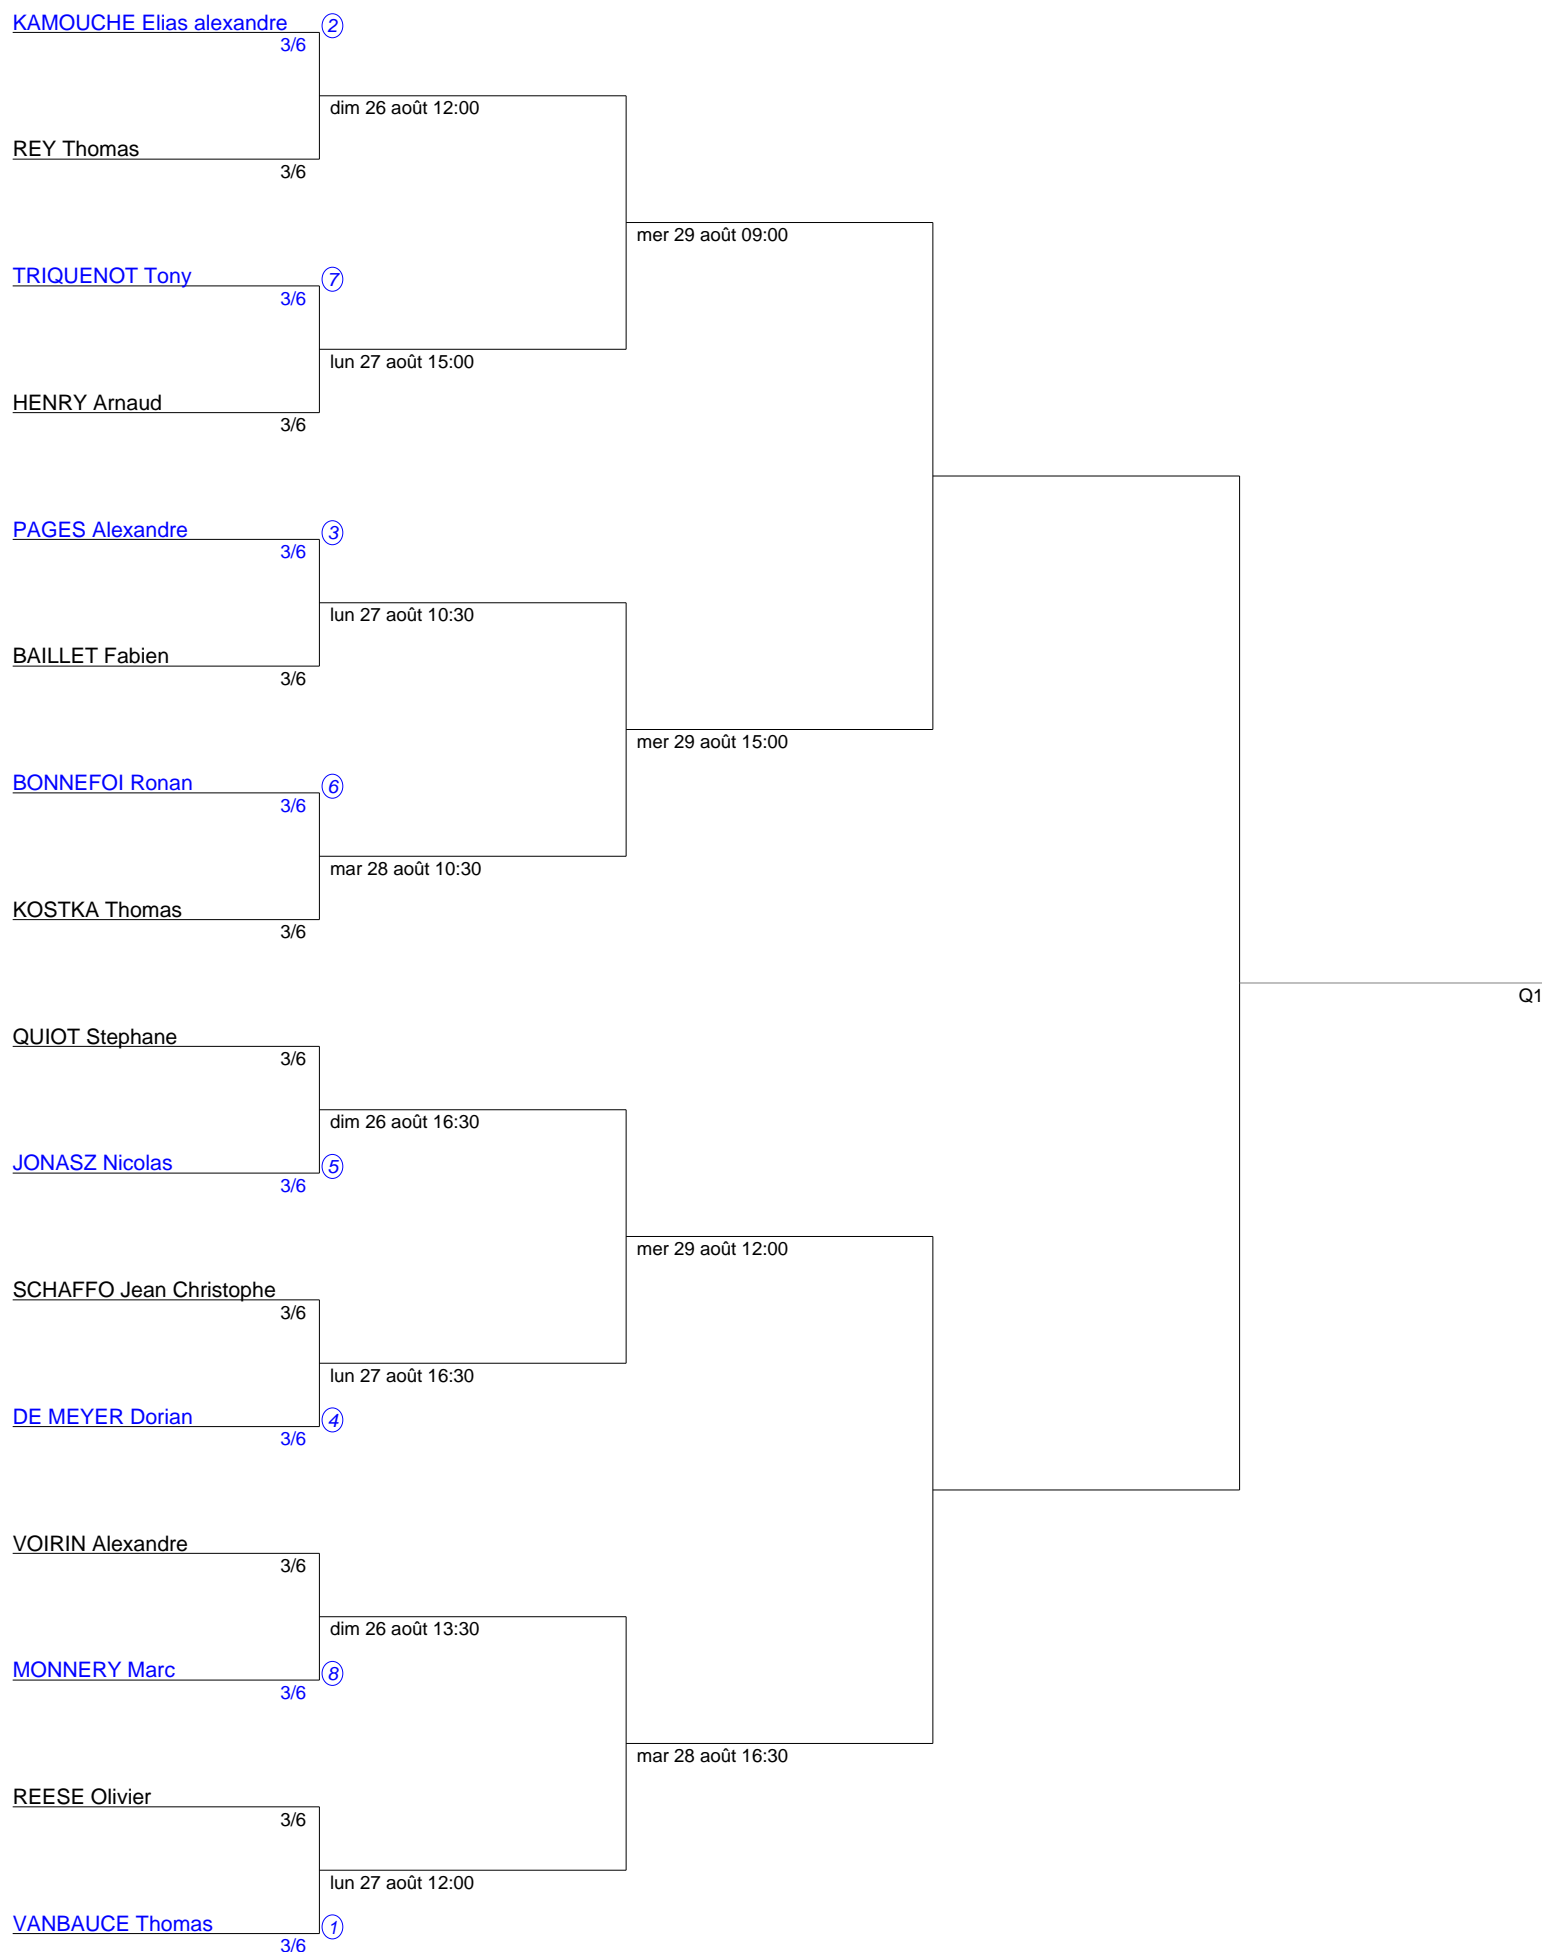 KAMOUCHE Elias alexandre 2
3/6
dim 26 août 12:00
REY Thomas
3/6
mer 29 août 09:00
TRIQUENOT Tony 7
3/6
lun 27 août 15:00
HENRY Arnaud
3/6
PAGES Alexandre 3
3/6
lun 27 août 10:30
BAILLET Fabien
3/6
mer 29 août 15:00
BONNEFOI Ronan 6
3/6
mar 28 août 10:30
KOSTKA Thomas
3/6
Q1
QUIOT Stephane
3/6
dim 26 août 16:30
JONASZ Nicolas 5
3/6
mer 29 août 12:00
SCHAFFO Jean Christophe
3/6
lun 27 août 16:30
DE MEYER Dorian 4
3/6
VOIRIN Alexandre
3/6
dim 26 août 13:30
MONNERY Marc 8
3/6
mar 28 août 16:30
REESE Olivier
3/6
lun 27 août 12:00
VANBAUCE Thomas 1
3/6